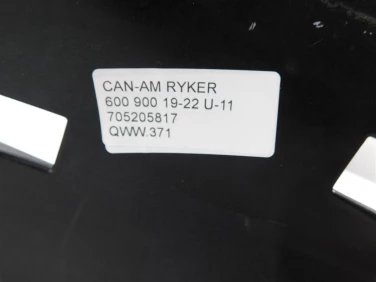 CAN-AM RYKER
600 900 19-22 U-11
705205817
QWW.371